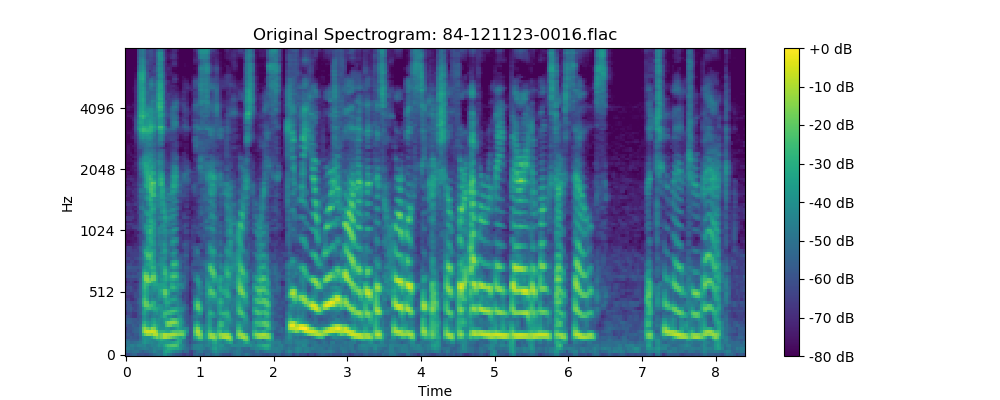 Original Spectrogram: 84-121123-0016.flac
Hz
4096
2048
1024
512
0
0 1 2 3 4 5 6 7 8
Time
+0 dB
-10 dB
-20 dB
-30 dB
-40 dB
-50 dB
-60 dB
-70 dB
-80 dB